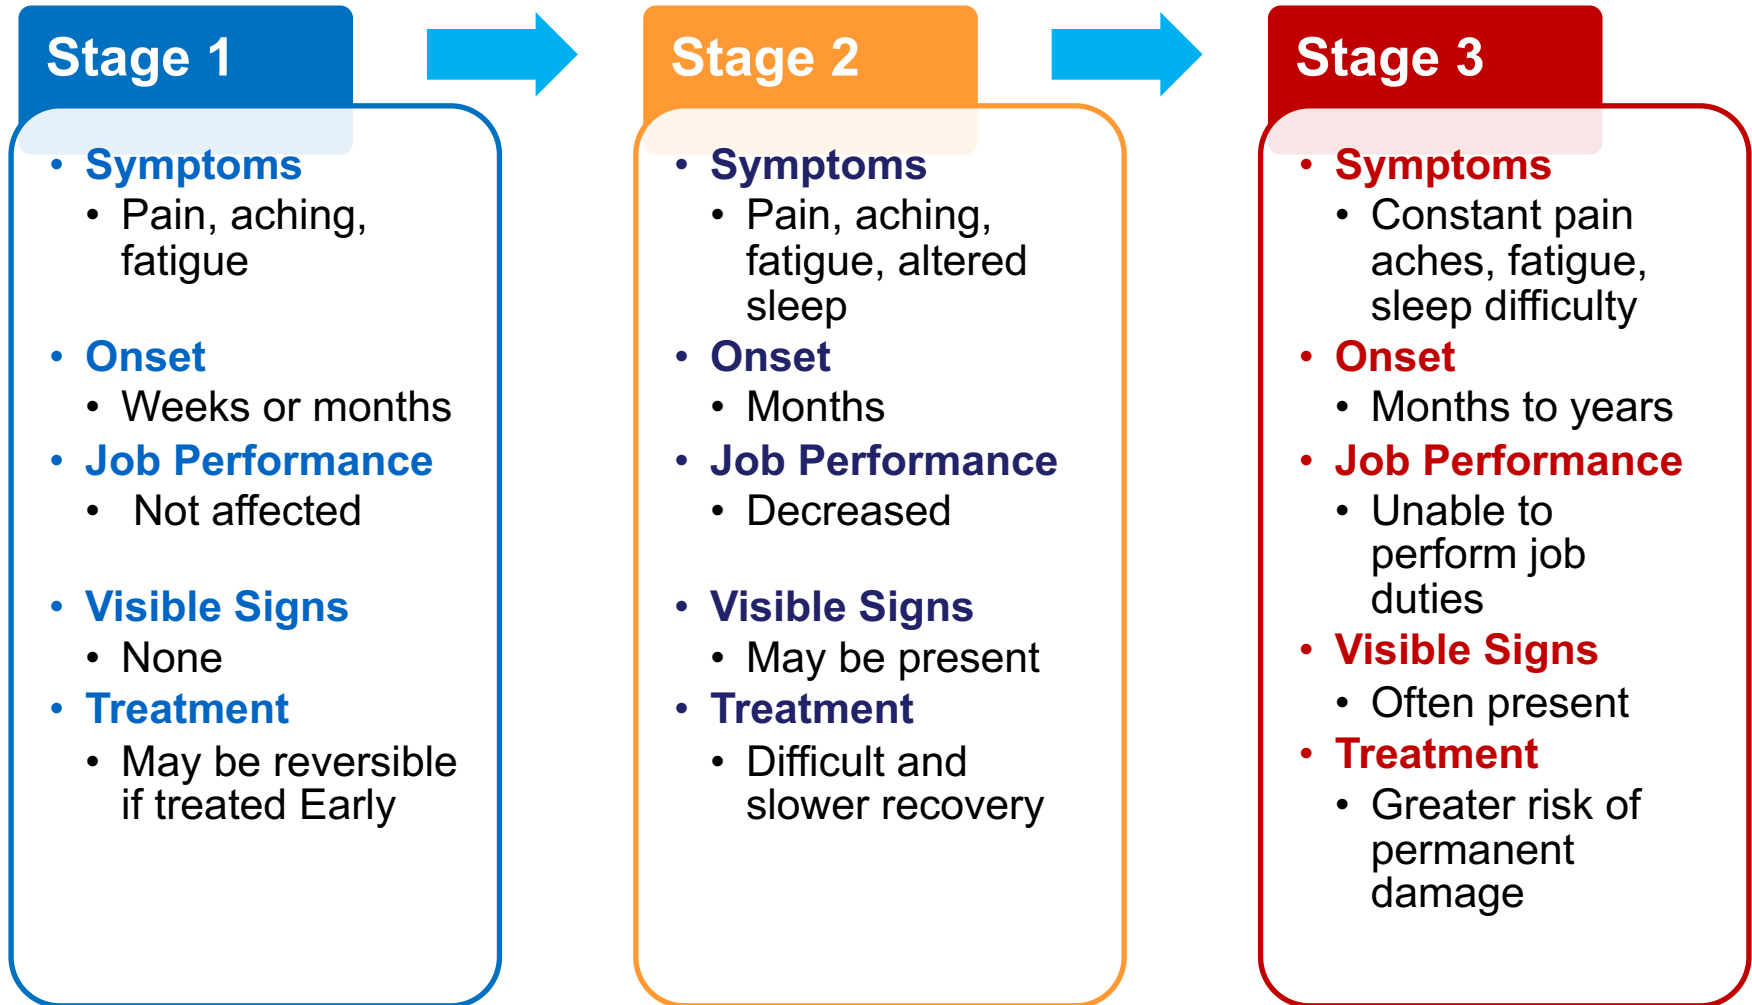 Stage 1
• Symptoms
• Pain, aching,
fatigue
• Onset
• Weeks or months
• Job Performance
• Not affected
• Visible Signs
• None
• Treatment
• May be reversible
if treated Early
Stage 2
• Symptoms
• Pain, aching,
fatigue, altered
sleep
• Onset
• Months
• Job Performance
• Decreased
• Visible Signs
• May be present
• Treatment
• Difficult and
slower recovery
Stage 3
• Symptoms
• Constant pain
aches, fatigue,
sleep difficulty
• Onset
• Months to years
• Job Performance
• Unable to
perform job
duties
• Visible Signs
• Often present
• Treatment
• Greater risk of
permanent
damage